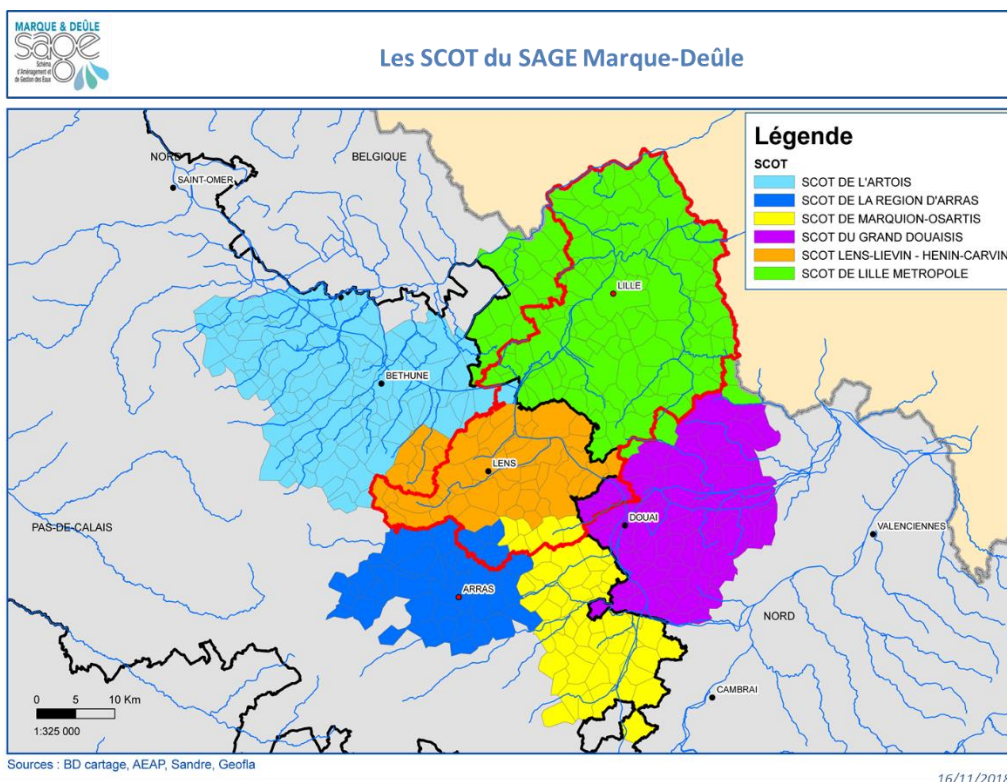 MARQUE & DEÛLE
sage
Schéma
d'Aménagement et
de Gestion des Eaux
Les SCOT du SAGE Marque-Deûle
Légende
SCOT
SCOT DE L'ARTOIS
SCOT DE LA REGION D'ARRAS
SCOT DE MARQUION-OSARTIS
SCOT DU GRAND DOUAISIS
SCOT LENS-LIEVIN - HENIN-CARVIN
SCOT DE LILLE METROPOLE
NORD
BELGIQUE
SAINT-OMER
LILLE
BETHUNE
LENS
PAS-DE-CALAIS
DOUAI
VALENCIENNES
ARRAS
NORD
CAMBRAI
0 5 10 Km
1:325 000
Sources : BD cartage, AEAP, Sandre, Geofla
16/11/2018